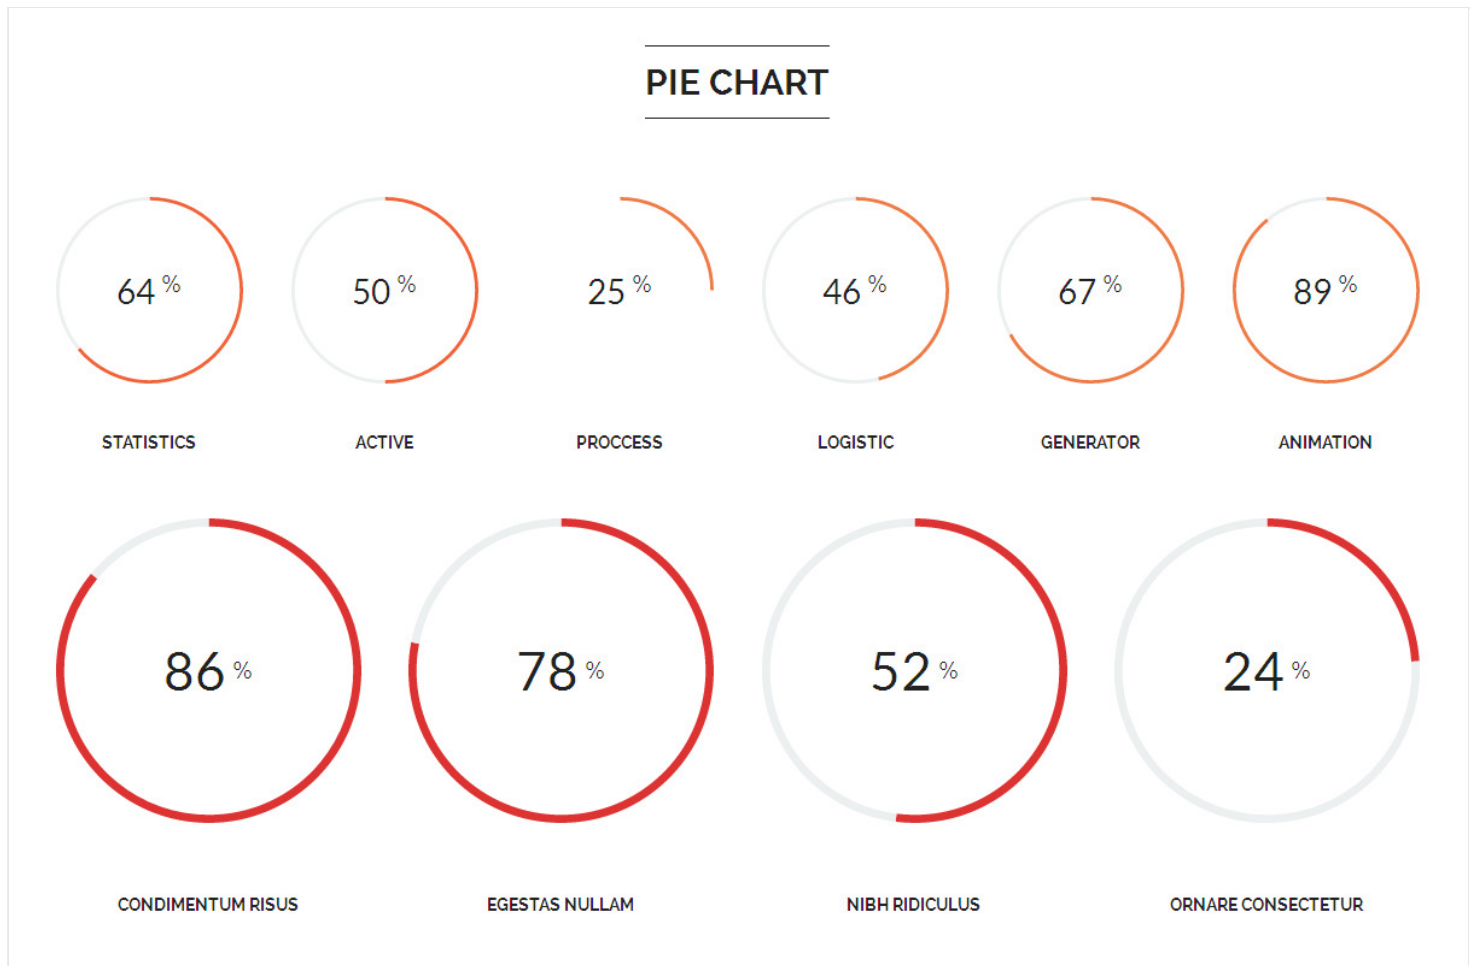 PIE CHART
64 % 50 % 25 % 46 % 67 % 89 %
STATISTICS ACTIVE PROCCESS LOGISTIC GENERATOR ANIMATION
86 % 78 % 52 % 24 %
CONDIMENTUM RISUS EGESTAS NULLAM NIBH RIDICULUS ORNARE CONSECTETUR